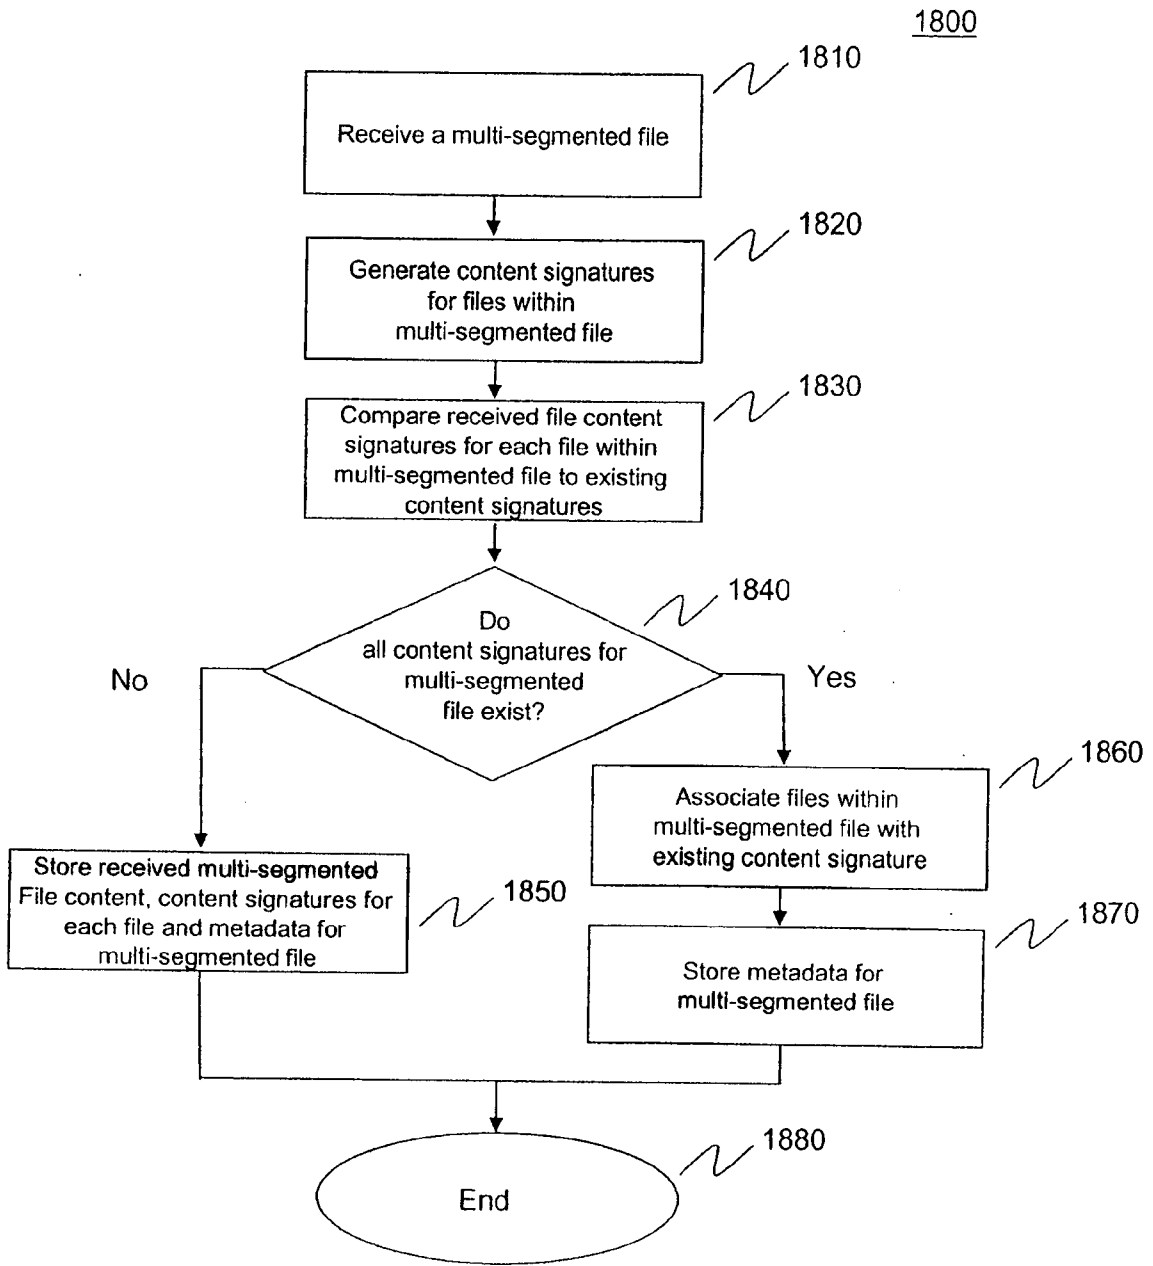 1800
1810
Receive a multi-segmented file
1820
Generate content signatures
for files within
multi-segmented file
1830
Compare received file content
signatures for each file within
multi-segmented file to existing
content signatures
1840
Do
all content signatures for
multi-segmented
file exist?
No
Yes
1860
Associate files within
multi-segmented file with
existing content signature
1850
Store received multi-segmented
File content, content signatures for
each file and metadata for
multi-segmented file
1870
Store metadata for
multi-segmented file
1880
End